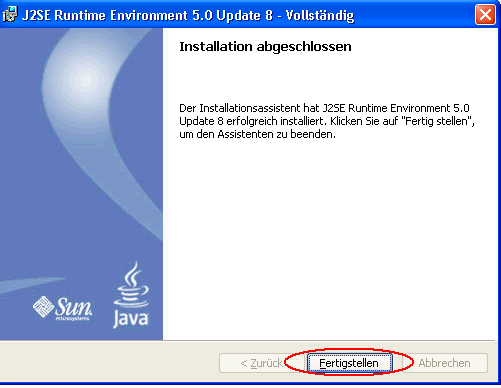 J2SE Runtime Environment 5.0 Update 8 - Vollständig
Installation abgeschlossen
Der Installationsassistent hat J2SE Runtime Environment 5.0
Update 8 erfolgreich installiert. Klicken Sie auf "Fertig stellen",
um den Assistenten zu beenden.
Sun
microsystems
Java
< Zurück
Fertigstellen
Abbrechen